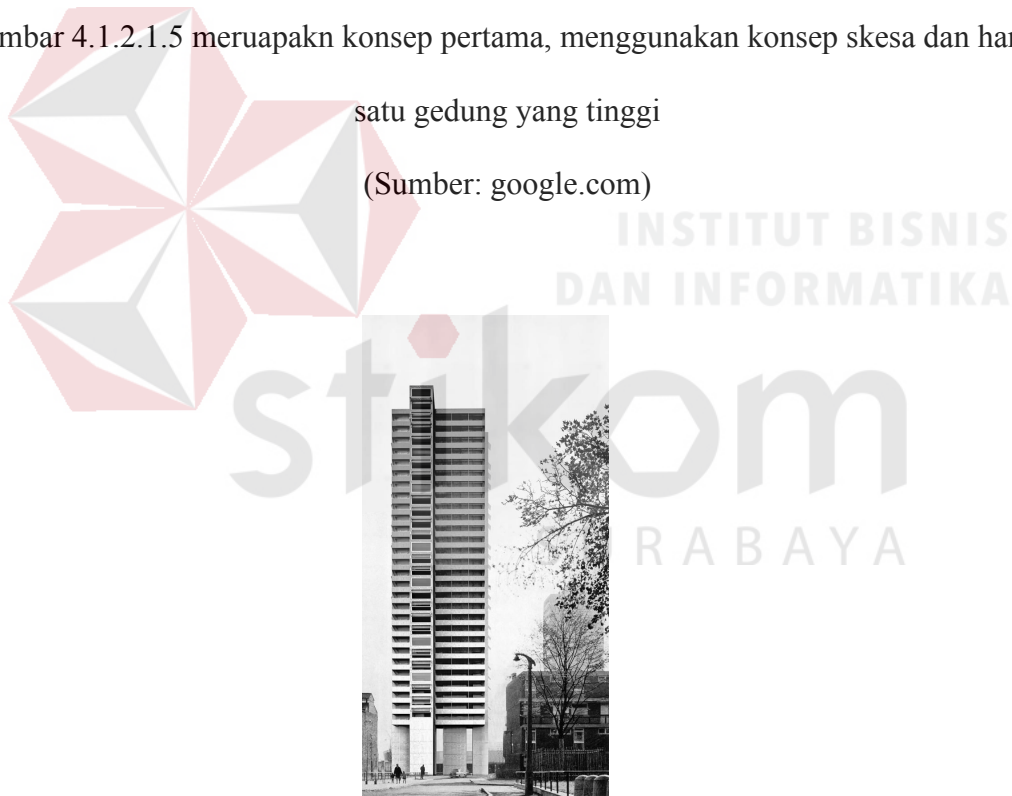 mbar 4.1.2.1.5 meruapakn konsep pertama, menggunakan konsep skesa dan har
satu gedung yang tinggi
(Sumber: google.com)
INSTITUT BISNIS
DAN INFORMATIKA
stikom
SURABAYA